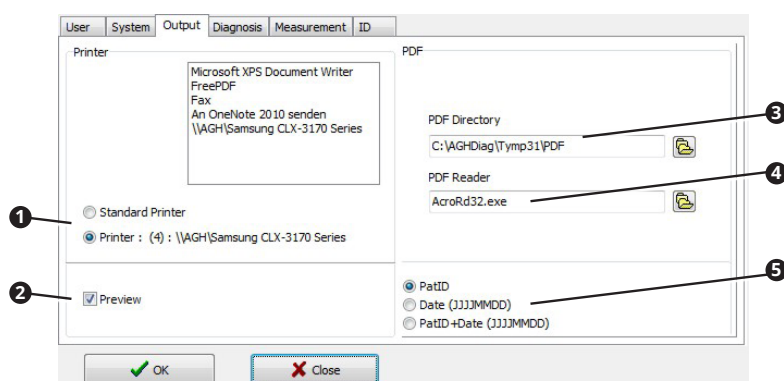 User System Output Diagnosis Measurement ID
Printer
Microsoft XPS Document Writer
FreePDF
Fax
An OneNote 2010 senden
\\AGH\Samsung CLX-3170 Series
1
Standard Printer
Printer : (4) : \\AGH\Samsung CLX-3170 Series
2
Preview
PDF
PDF Directory
3
C:\AGHDiag\Tymp31\PDF
PDF Reader
4
AcroRd32.exe
5
PatID
Date (JJJJMMDD)
PatID+Date (JJJJMMDD)
OK Close